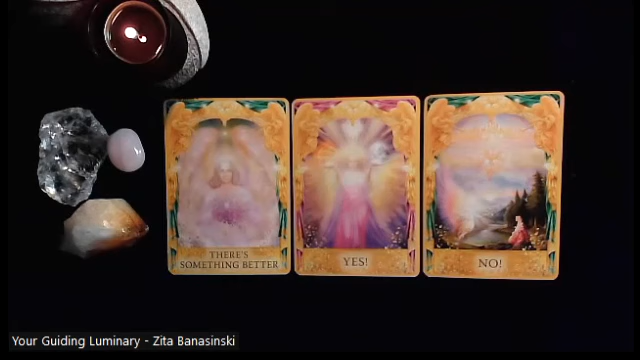 THERE'S
SOMETHING BETTER
YES!
NO!
Your Guiding Luminary - Zita Banasinski